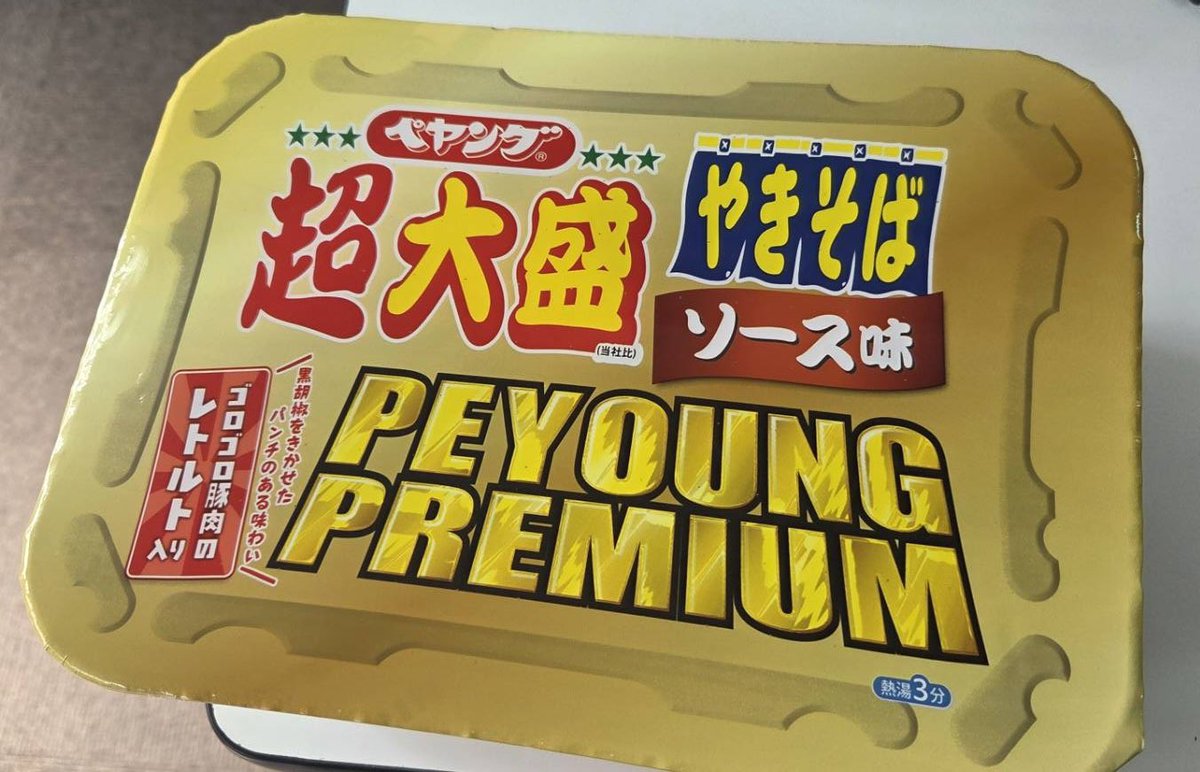 ペヤング®
超大盛
(当社比)
やきそば
ソース味
黒胡椒をきかせた
パンチのある味わい
ゴロゴロ豚肉の
レトルト入り
PEYOUNG
PREMIUM
熱湯3分